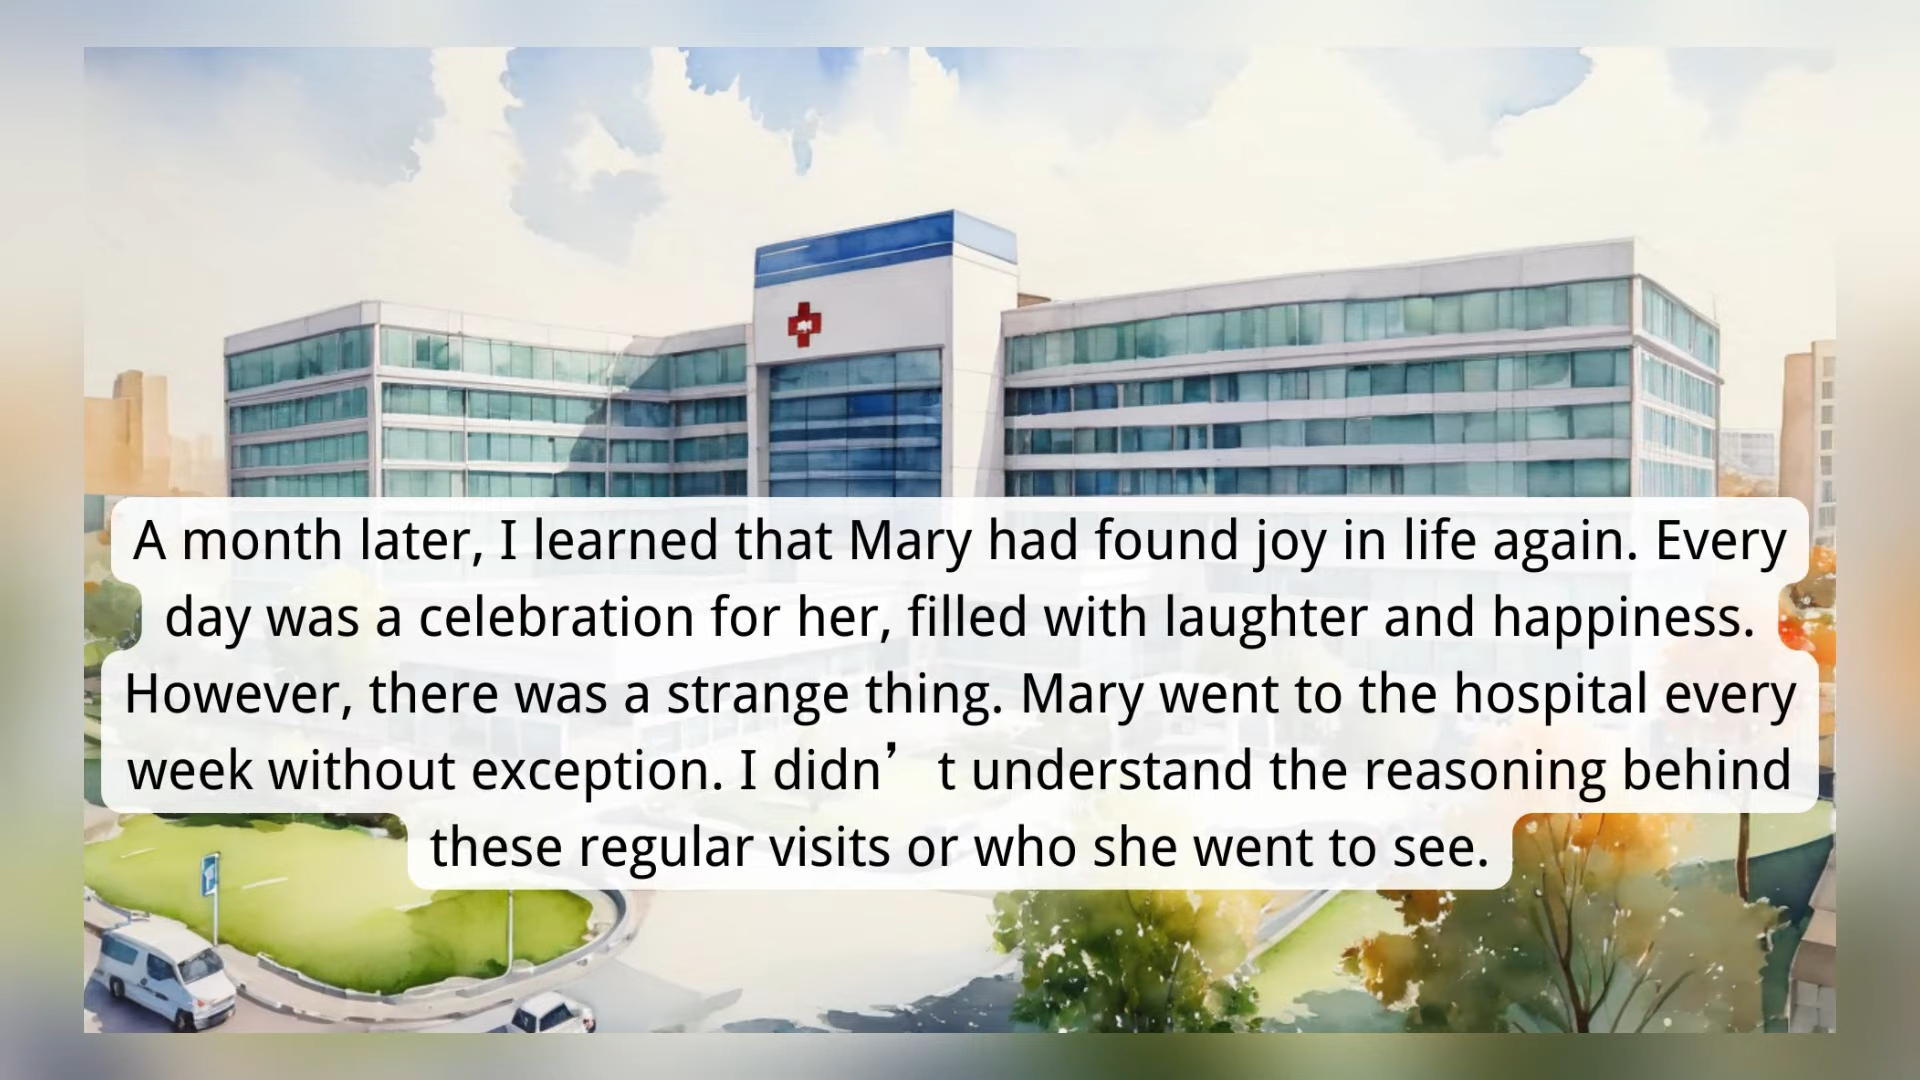 A month later, I learned that Mary had found joy in life again. Every
day was a celebration for her, filled with laughter and happiness.
However, there was a strange thing. Mary went to the hospital every
week without exception. I didn’t understand the reasoning behind
these regular visits or who she went to see.